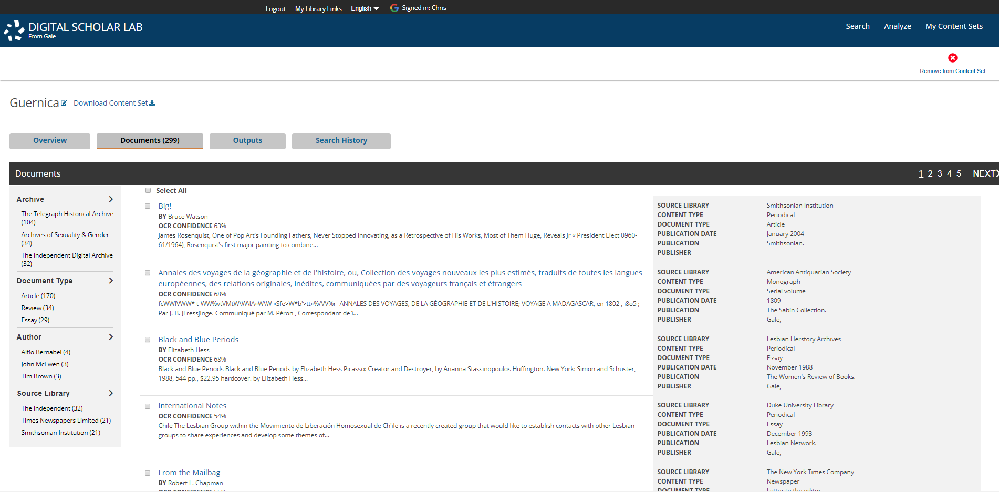 Logout My Library Links English Signed in: Chris
DIGITAL SCHOLAR LAB
From Gale
Search Analyze My Content Sets
Remove from Content Set
Guernica Download Content Set
Overview Documents (299) Outputs Search History
Documents 1 2 3 4 5 NEXT
Archive
The Telegraph Historical Archive
(104)
Archives of Sexuality & Gender
(34)
The Independent Digital Archive
(32)
Document Type
Article (170)
Review (34)
Essay (29)
Author
Alfio Bernabei (4)
John McEwen (3)
Tim Brown (3)
Source Library
The Independent (32)
Times Newspapers Limited (21)
Smithsonian Institution (21)
Select All
Big!
BY Bruce Watson
OCR CONFIDENCE 63%
James Rosenquist, One of Pop Art's Founding Fathers, Never Stopped Innovating, as a Retrospective of His Works, Most of Them Huge, Reveals Jr « President Elect 0960-
61/1964), Rosenquist's first major painting to combine...
SOURCE LIBRARY Smithsonian Institution
CONTENT TYPE Periodical
DOCUMENT TYPE Article
PUBLICATION DATE January 2004
PUBLICATION Smithsonian.
PUBLISHER
Annales des voyages de la géographie et de l'histoire, ou, Collection des voyages nouveaux les plus estimés, traduits de toutes les langues
européennes, des relations originales, inédites, communiquées par des voyageurs français et étrangers
OCR CONFIDENCE 68%
fcWWIVWW* t-WW%vtVMtW\W\IA«W\W «Sfe>W*b'>tt»%/VV%r- ANNALES DES VOYAGES, DE LA GÉOGRAPHIE ET DE L'HISTOIRE; VOYAGE A MADAGASCAR, en 1802 , i8o5 ;
Par J. B. JFressjìnge. Communiqué par M. Péron , Correspondant de ï...
SOURCE LIBRARY American Antiquarian Society
CONTENT TYPE Monograph
DOCUMENT TYPE Serial volume
PUBLICATION DATE 1809
PUBLICATION The Sabin Collection.
PUBLISHER Gale,
Black and Blue Periods
BY Elizabeth Hess
OCR CONFIDENCE 68%
Black and Blue Periods Black and Blue Periods by Elizabeth Hess Picasso: Creator and Destroyer, by Arianna Stassinopoulos Huffington. New York: Simon and Schuster,
1988, 544 pp., $22.95 hardcover. by Elizabeth Hess...
SOURCE LIBRARY Lesbian Herstory Archives
CONTENT TYPE Periodical
DOCUMENT TYPE Essay
PUBLICATION DATE November 1988
PUBLICATION The Women's Review of Books.
PUBLISHER Gale,
International Notes
OCR CONFIDENCE 54%
Chile The Lesbian Group within the Movimiento de Liberación Homosexual de Ch'ile is a recently created group that would like to establish contacts with other Lesbian
groups to share experiences and develop some themes of...
SOURCE LIBRARY Duke University Library
CONTENT TYPE Periodical
DOCUMENT TYPE Essay
PUBLICATION DATE December 1993
PUBLICATION Lesbian Network.
PUBLISHER Gale,
From the Mailbag
BY Robert L. Chapman
OCR CONFIDENCE 55%
SOURCE LIBRARY The New York Times Company
CONTENT TYPE Newspaper
DOCUMENT TYPE Letter to the editor